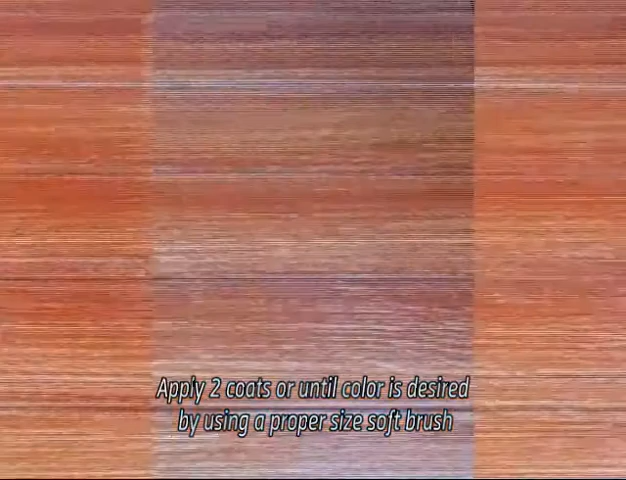 Apply 2 coats or until color is desired
by using a proper size soft brush